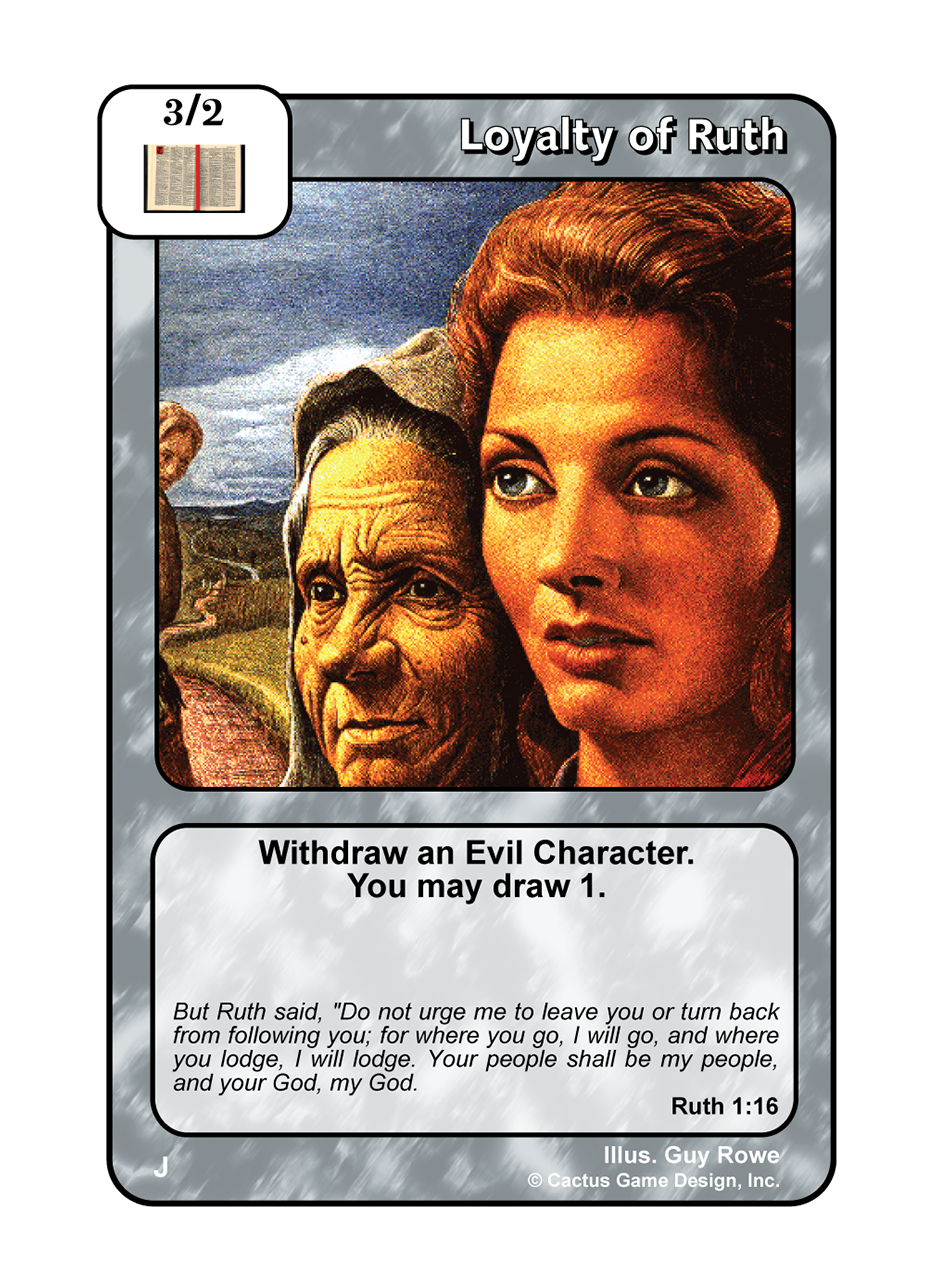 3/2
Loyalty of Ruth
Withdraw an Evil Character.
You may draw 1.
But Ruth said, "Do not urge me to leave you or turn back
from following you; for where you go, I will go, and where
you lodge, I will lodge. Your people shall be my people,
and your God, my God.
Ruth 1:16
J
Illus. Guy Rowe
© Cactus Game Design, Inc.